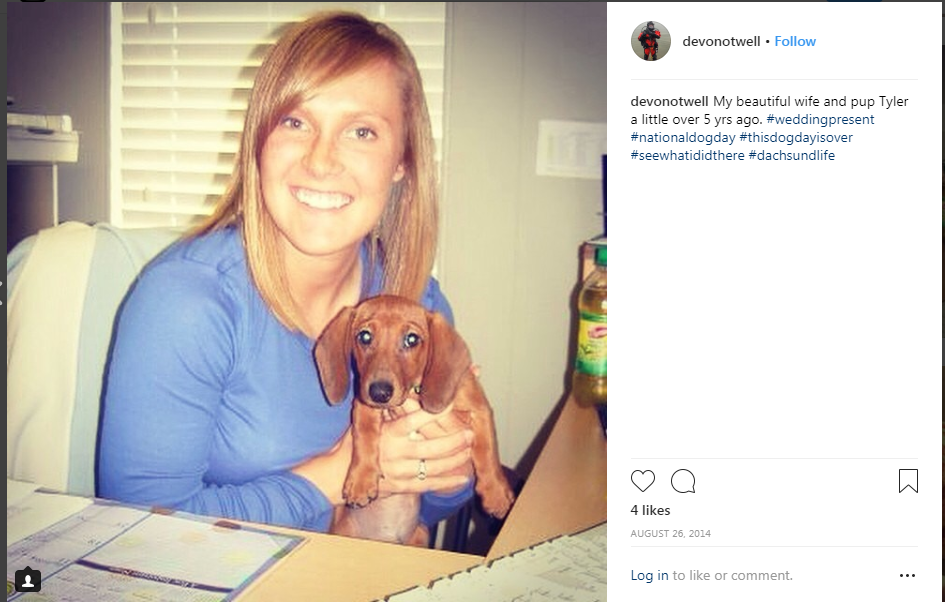 devonotwell • Follow
devonotwell My beautiful wife and pup Tyler
a little over 5 yrs ago. #weddingpresent
#nationaldogday #thisdogdayisover
#seewhatididthere #dachsundlife
4 likes
AUGUST 26, 2014
Log in to like or comment.